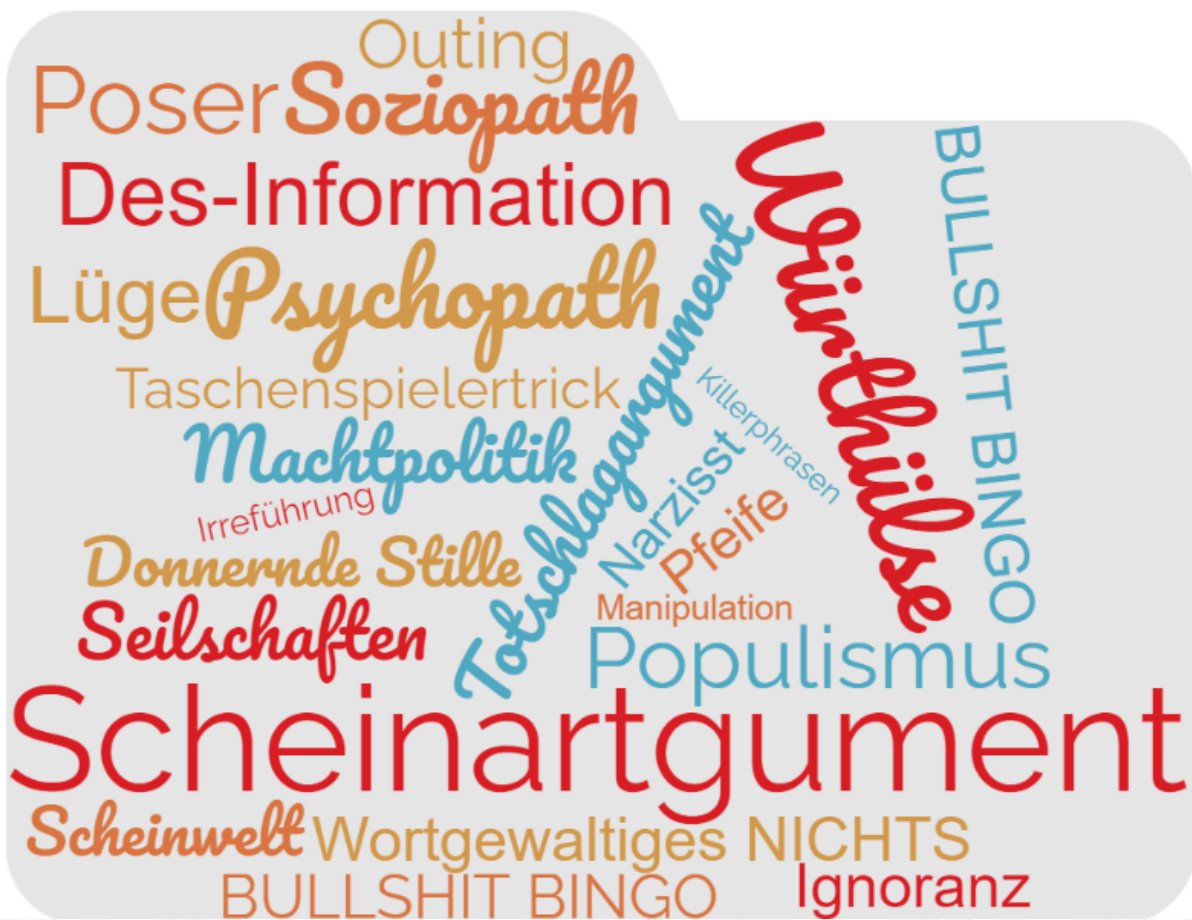 Outing
Poser
Soziopath
Des-Information
Lüge
Psychopath
Taschenspielertrick
Machtpolitik
Irreführung
Donnernde Stille
Seilschaften
Totschlagargument
Killerphrasen
Narzisst
Pfeife
Manipulation
Würthülse
BULLSHIT BINGO
Populismus
Scheinartgument
Scheinwelt
Wortgewaltiges NICHTS
BULLSHIT BINGO
Ignoranz